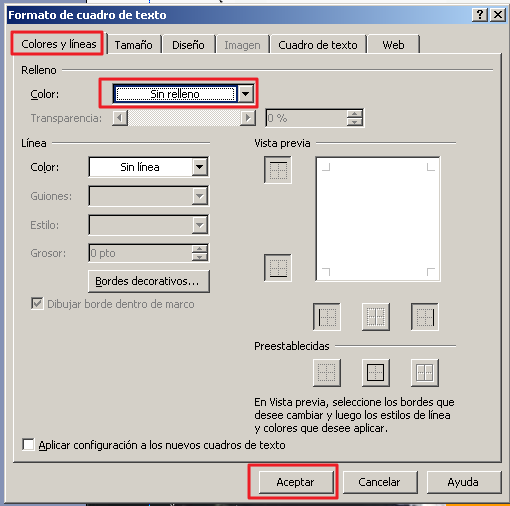 Formato de cuadro de texto
Colores y líneas
Tamaño
Diseño
Imagen
Cuadro de texto
Web
Relleno
Color:
Sin relleno
Transparencia:
0 %
Línea
Vista previa
Color:
Sin línea
Guiones:
Estilo:
Grosor:
0 pto
Bordes decorativos...
Dibujar borde dentro de marco
Preestablecidas
En Vista previa, seleccione los bordes que
desee cambiar y luego los estilos de línea
y colores que desee aplicar.
Aplicar configuración a los nuevos cuadros de texto
Aceptar
Cancelar
Ayuda